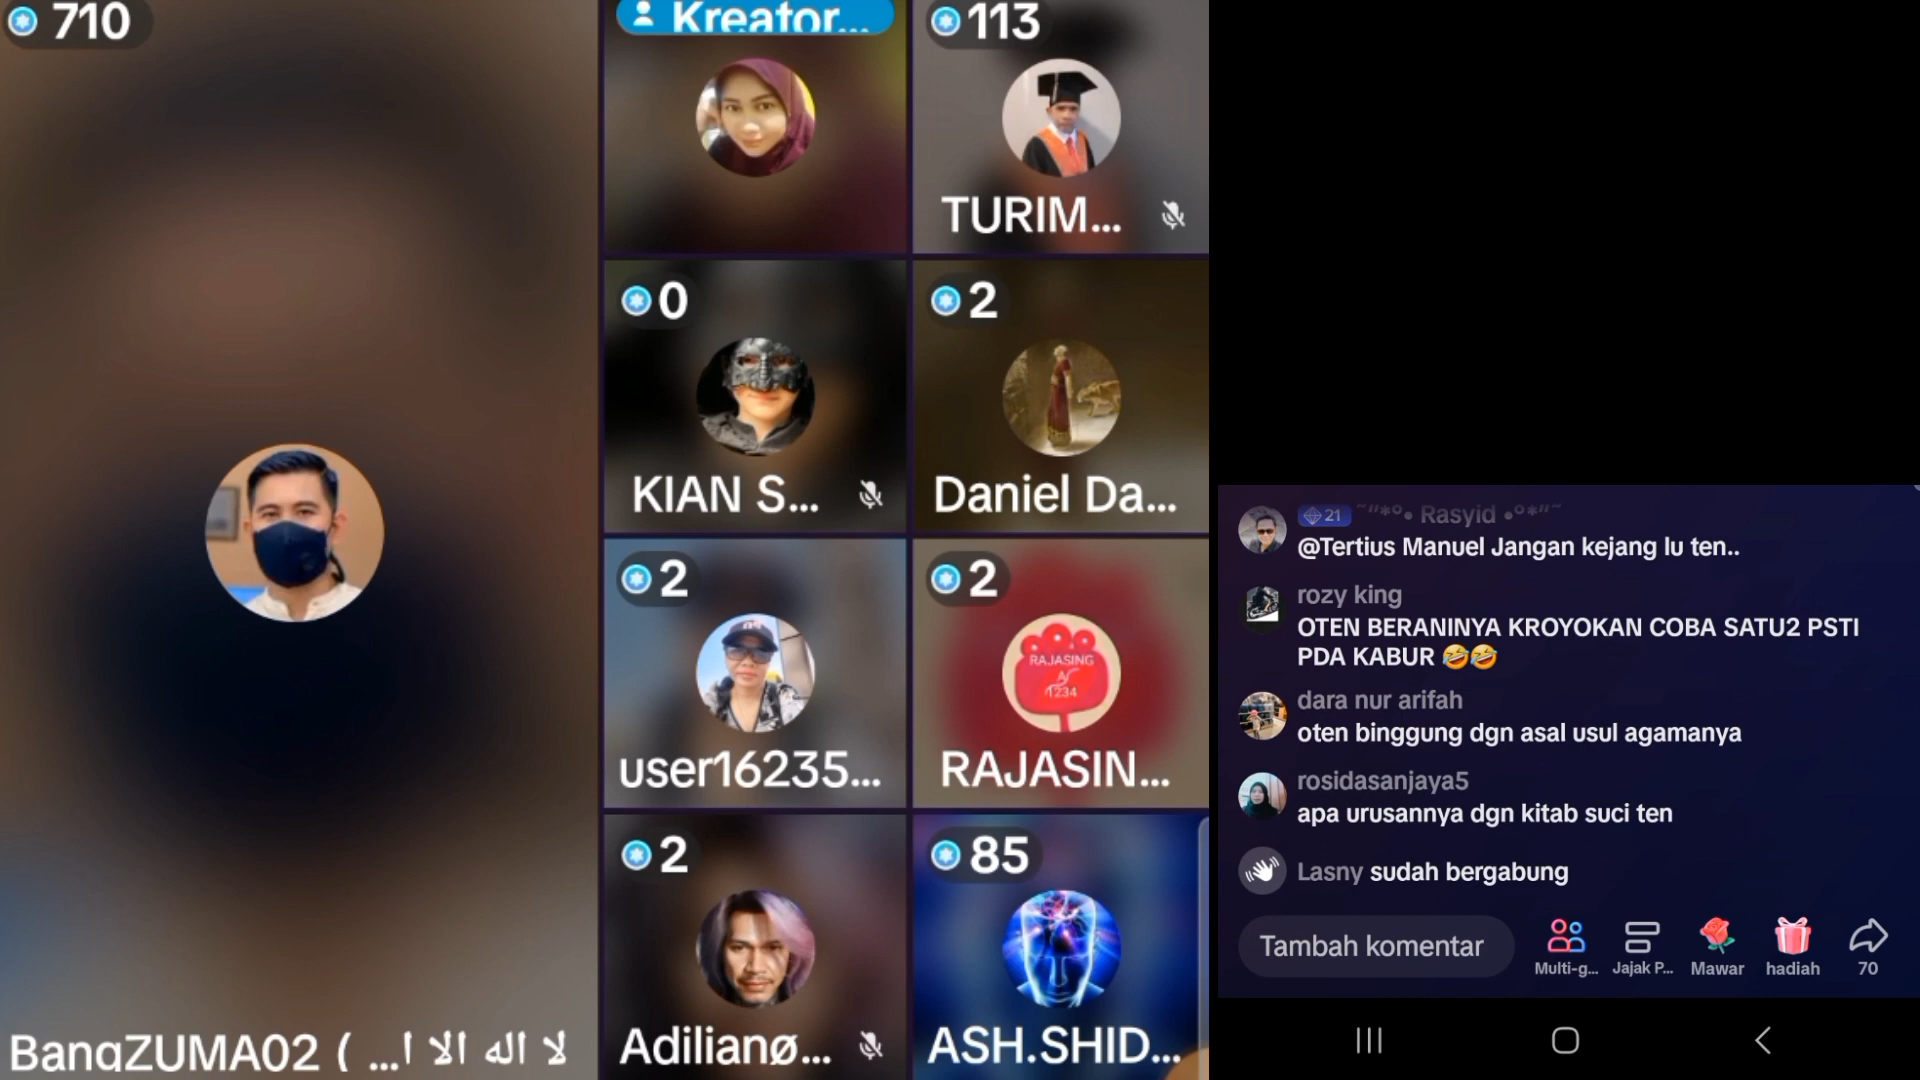 710
Kreator...
113
TURIM...
0
KIAN S...
2
Daniel Da...
2
user16235...
2
RAJASING
1234
RAJASIN...
2
Adilianø...
85
ASH.SHID...
BangZUMA02 ( ...لا اله الا ا
21 ~"*°• Rasyid •°*"~
@Tertius Manuel Jangan kejang lu ten..
rozy king
OTEN BERANINYA KROYOKAN COBA SATU2 PSTI
PDA KABUR 🤣🤣
dara nur arifah
oten binggung dgn asal usul agamanya
rosidasanjaya5
apa urusannya dgn kitab suci ten
Lasny sudah bergabung
Tambah komentar
Multi-g...
Jajak P...
Mawar
hadiah
70